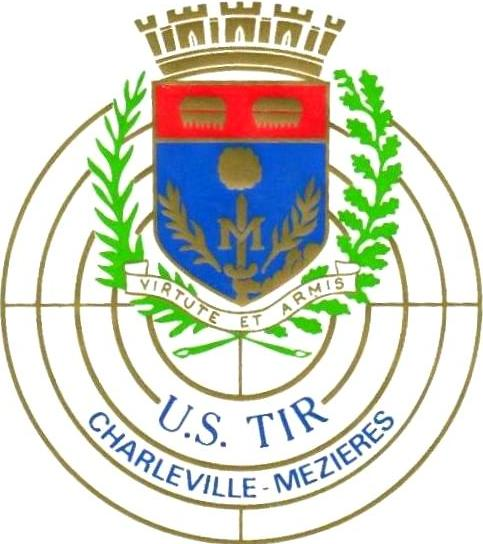 M
VIRTUTE ET ARMIS
U.S. TIR
CHARLEVILLE-MEZIERES